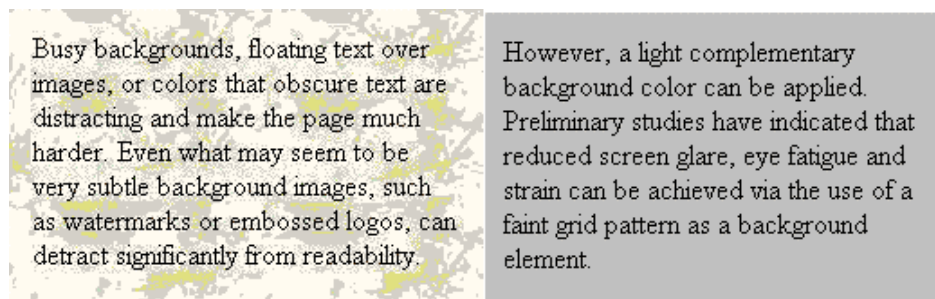 Busy backgrounds, floating text over
images, or colors that obscure text are
distracting and make the page much
harder. Even what may seem to be
very subtle background images, such
as watermarks or embossed logos, can
detract significantly from readability.
However, a light complementary
background color can be applied.
Preliminary studies have indicated that
reduced screen glare, eye fatigue and
strain can be achieved via the use of a
faint grid pattern as a background
element.